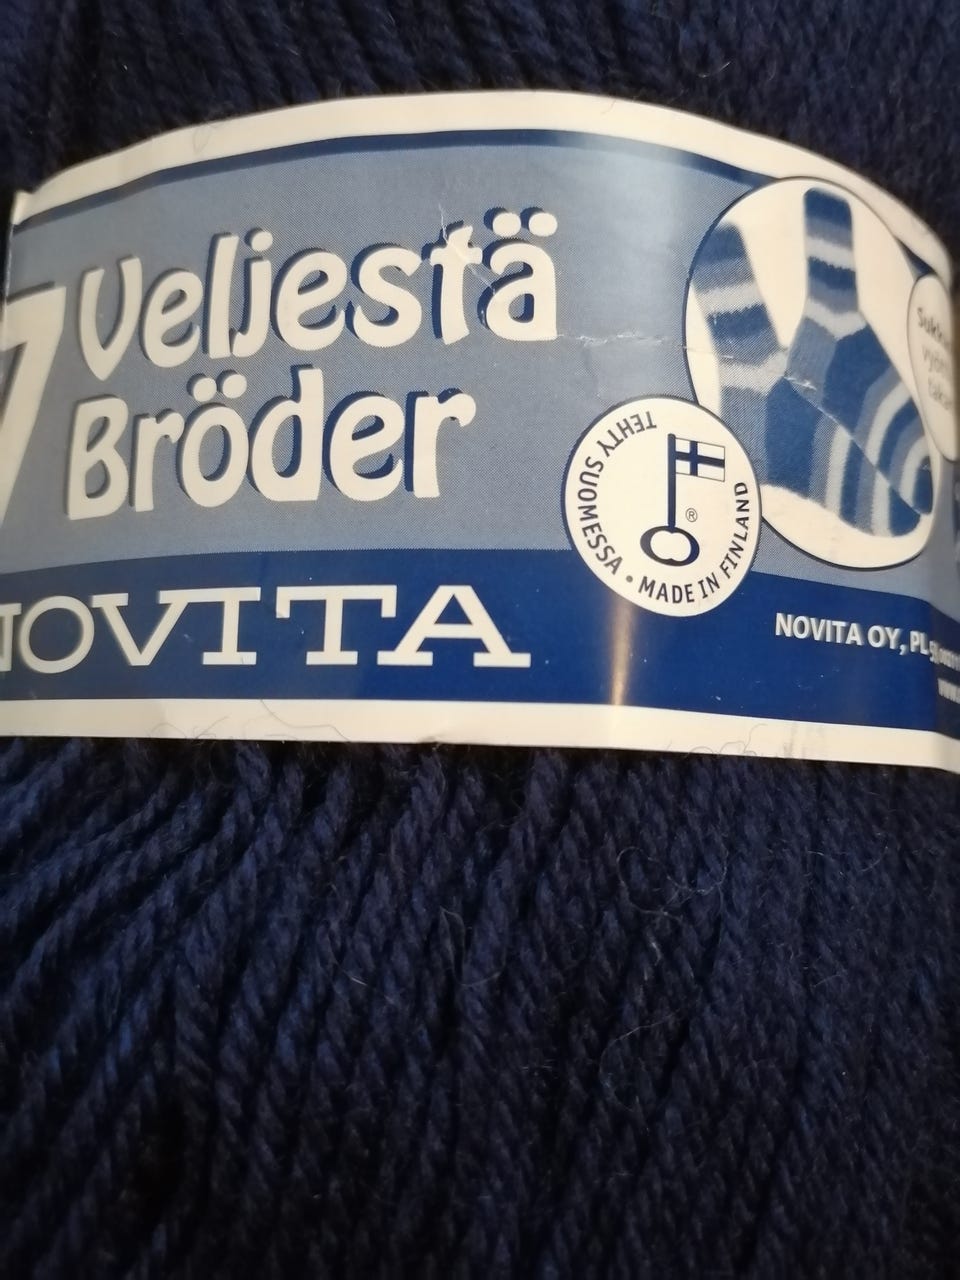 7 Veljestä
Bröder
NOVITA
TEHTY SUOMESSA • MADE IN FINLAND
®
NOVITA OY, PL